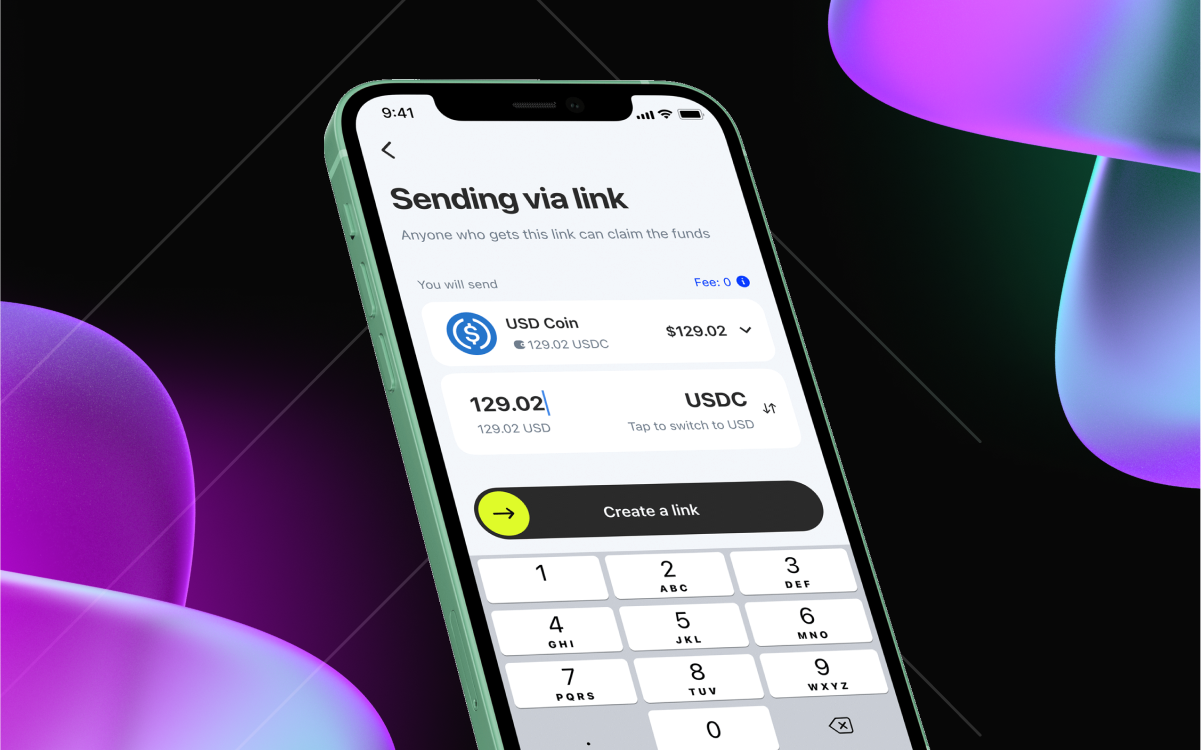 9:41
Sending via link
Anyone who gets this link can claim the funds
You will send Fee: 0 i
USD Coin
129.02 USDC
$129.02
129.02
129.02 USD
USDC
Tap to switch to USD
Create a link
1 2 3
ABC DEF
4 5 6
GHI JKL MNO
7 8 9
PQRS TUV WXYZ
. 0